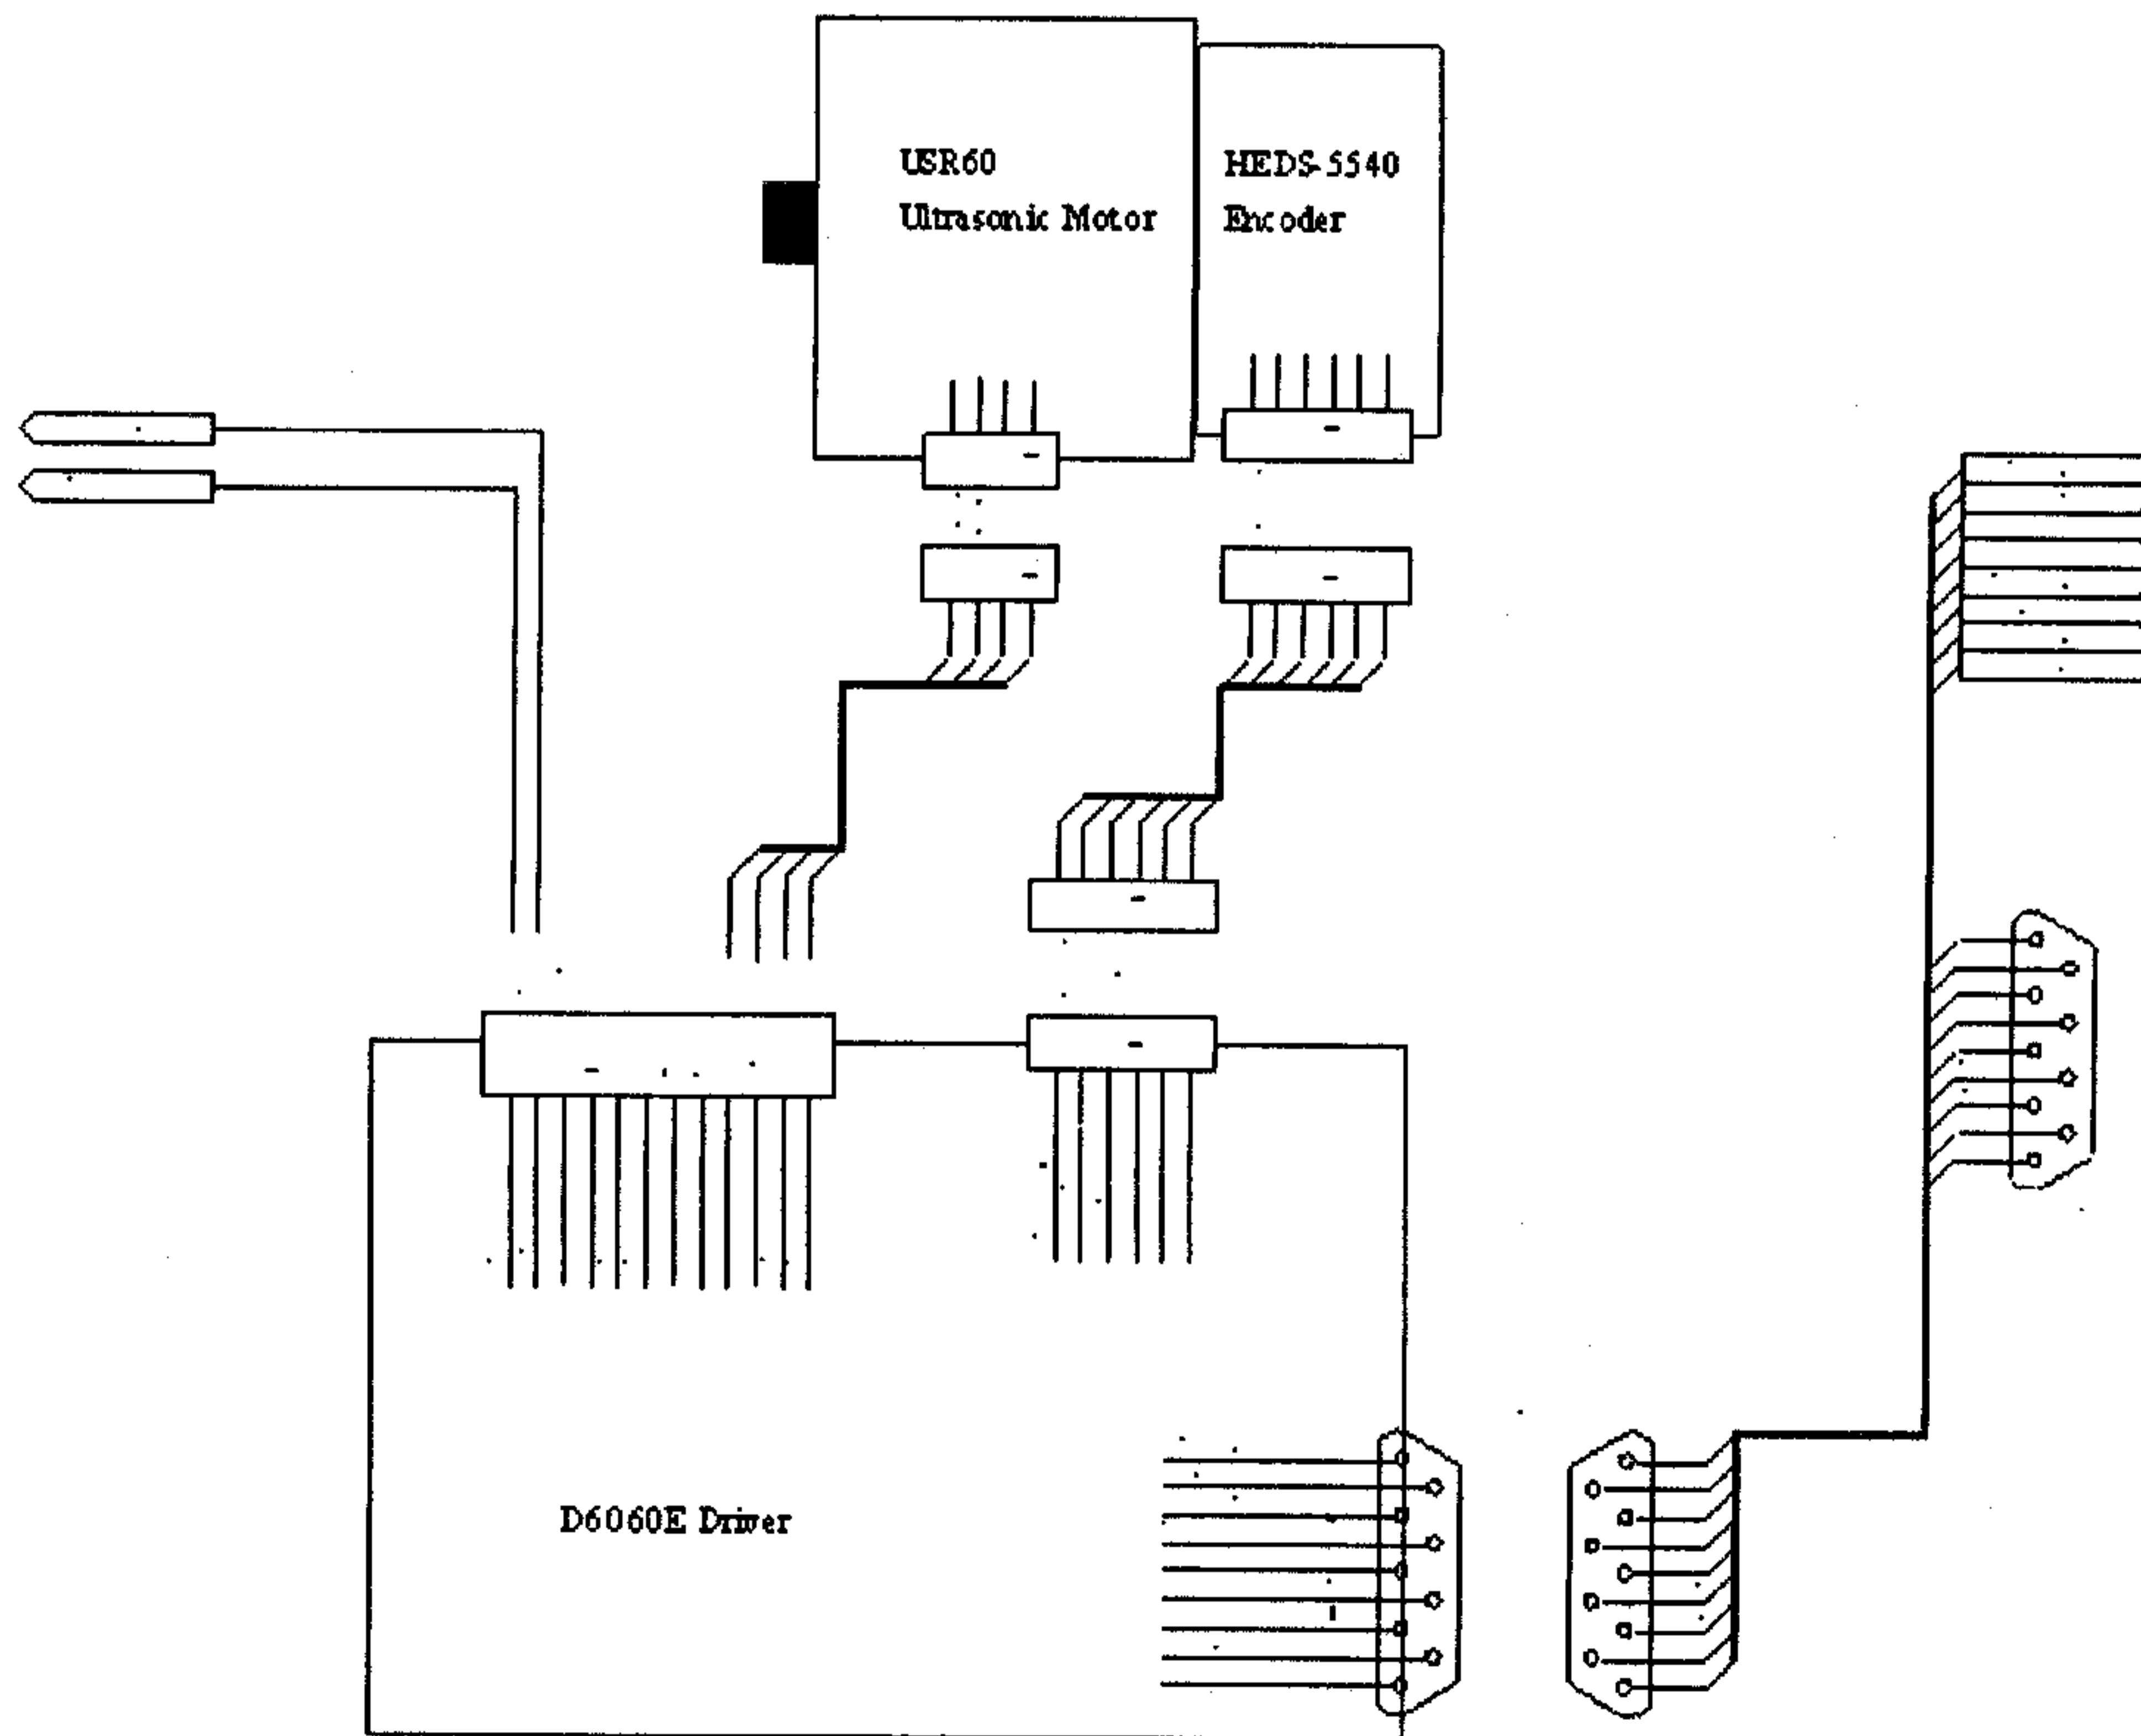 USR60
Ultrasonic Motor
HEDS-5540
Encoder
D6060E Driver